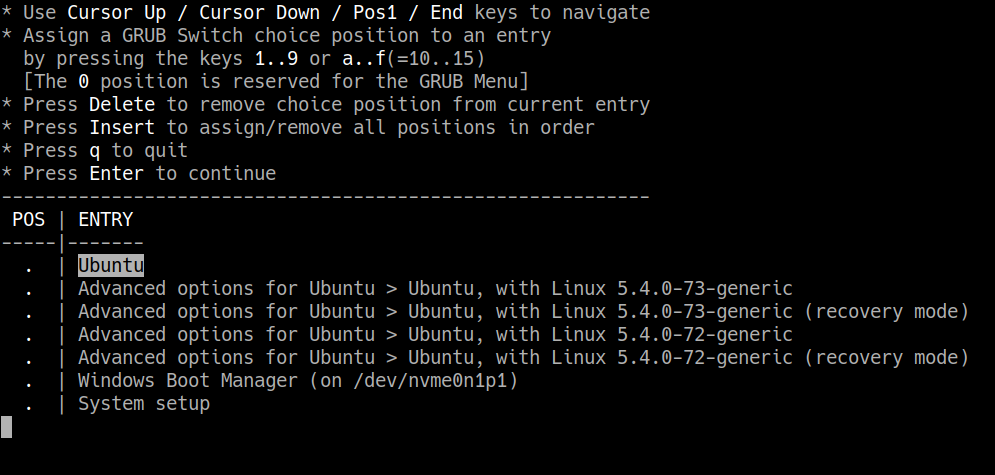 * Use Cursor Up / Cursor Down / Pos1 / End keys to navigate
* Assign a GRUB Switch choice position to an entry
  by pressing the keys 1..9 or a..f(=10..15)
  [The 0 position is reserved for the GRUB Menu]
* Press Delete to remove choice position from current entry
* Press Insert to assign/remove all positions in order
* Press q to quit
* Press Enter to continue
-----------------------------------------------------------
 POS | ENTRY
-----|-------
  .  | Ubuntu
  .  | Advanced options for Ubuntu > Ubuntu, with Linux 5.4.0-73-generic
  .  | Advanced options for Ubuntu > Ubuntu, with Linux 5.4.0-73-generic (recovery mode)
  .  | Advanced options for Ubuntu > Ubuntu, with Linux 5.4.0-72-generic
  .  | Advanced options for Ubuntu > Ubuntu, with Linux 5.4.0-72-generic (recovery mode)
  .  | Windows Boot Manager (on /dev/nvme0n1p1)
  .  | System setup